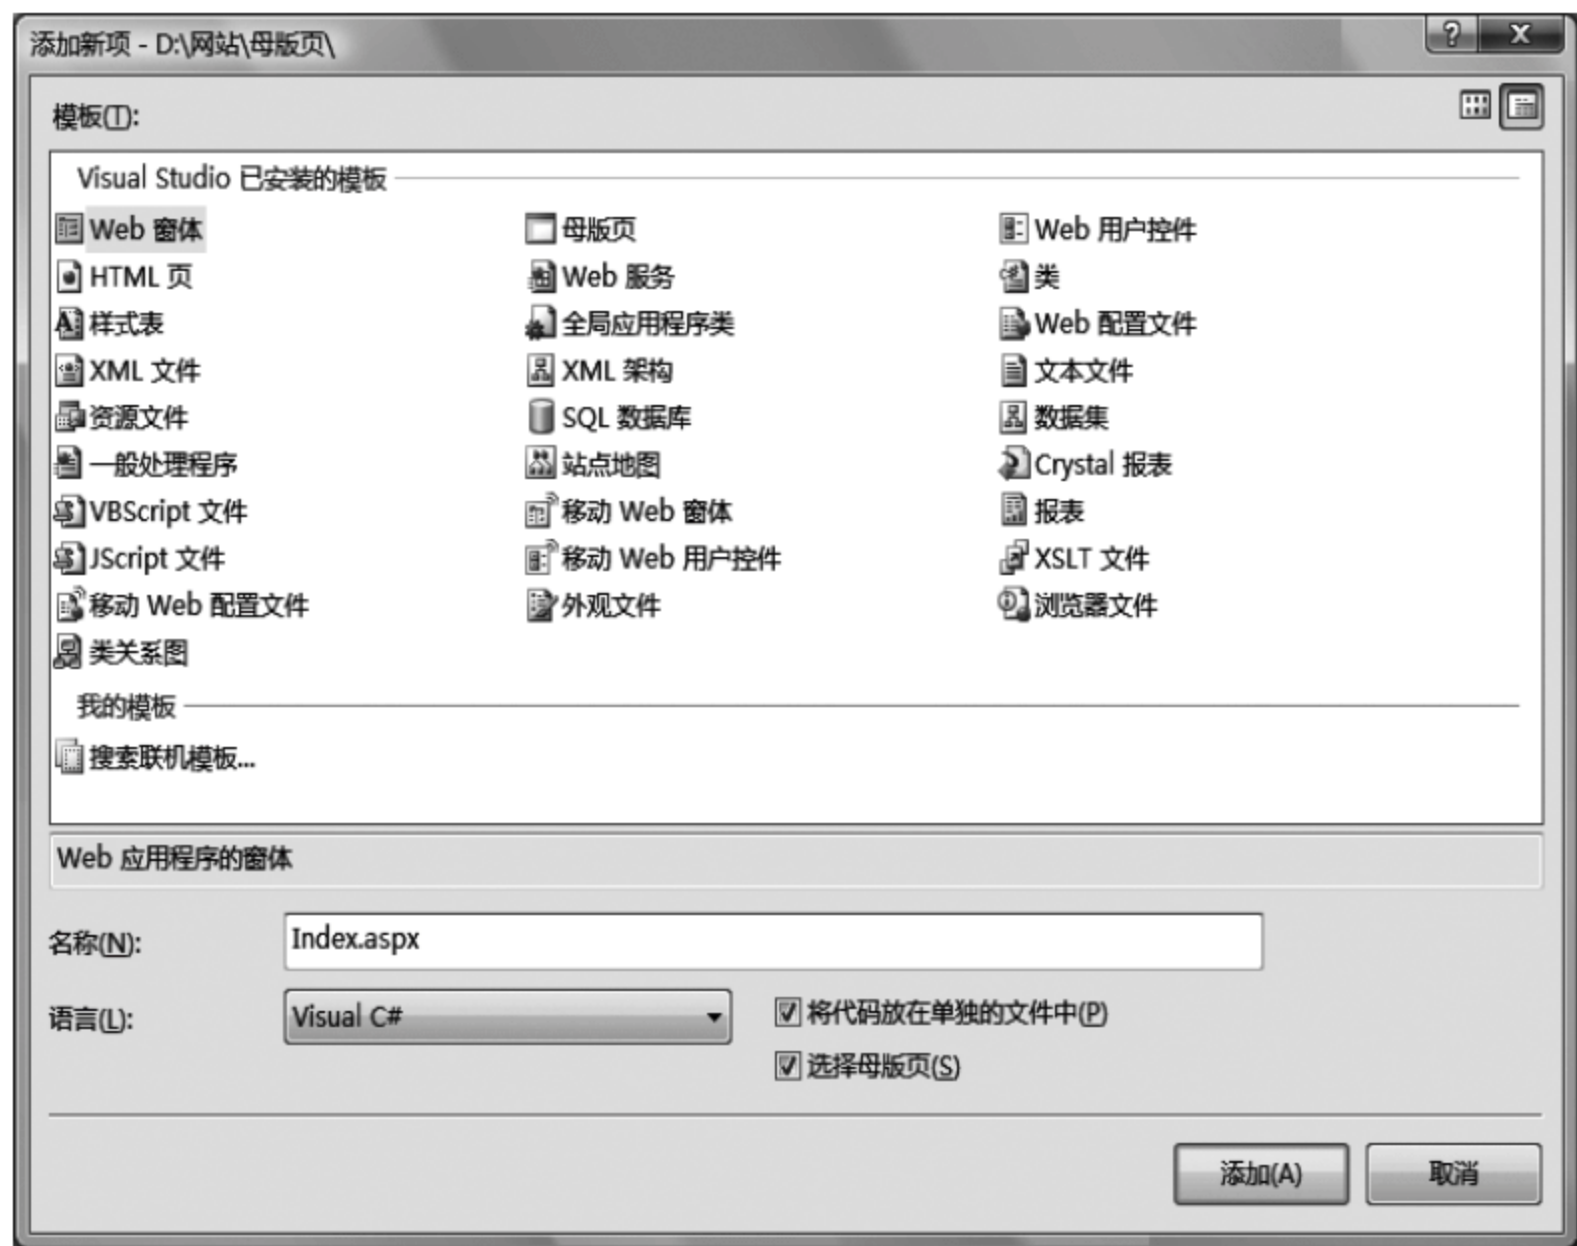 添加新项 - D:\网站\母版页\
模板(T):
Visual Studio 已安装的模板
Web 窗体 母版页 Web 用户控件
HTML 页 Web 服务 类
样式表 全局应用程序类 Web 配置文件
XML 文件 XML 架构 文本文件
资源文件 SQL 数据库 数据集
一般处理程序 站点地图 Crystal 报表
VBScript 文件 移动 Web 窗体 报表
JScript 文件 移动 Web 用户控件 XSLT 文件
移动 Web 配置文件 外观文件 浏览器文件
类关系图
我的模板
搜索联机模板...
Web 应用程序的窗体
名称(N): Index.aspx
语言(L): Visual C# 将代码放在单独的文件中(P)
选择母版页(S)
添加(A) 取消